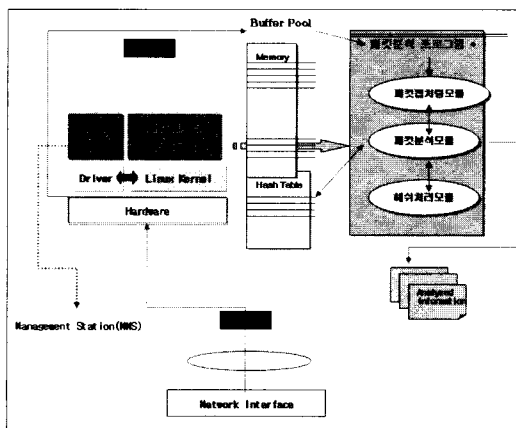 Buffer Pool
패킷분석 프로그램
Memory
패킷캡처링모듈
패킷분석모듈
Driver
Linux Kernel
Hash Table
해쉬처리모듈
Hardware
Analyzed
Information
Management Station(NMS)
Network Interface